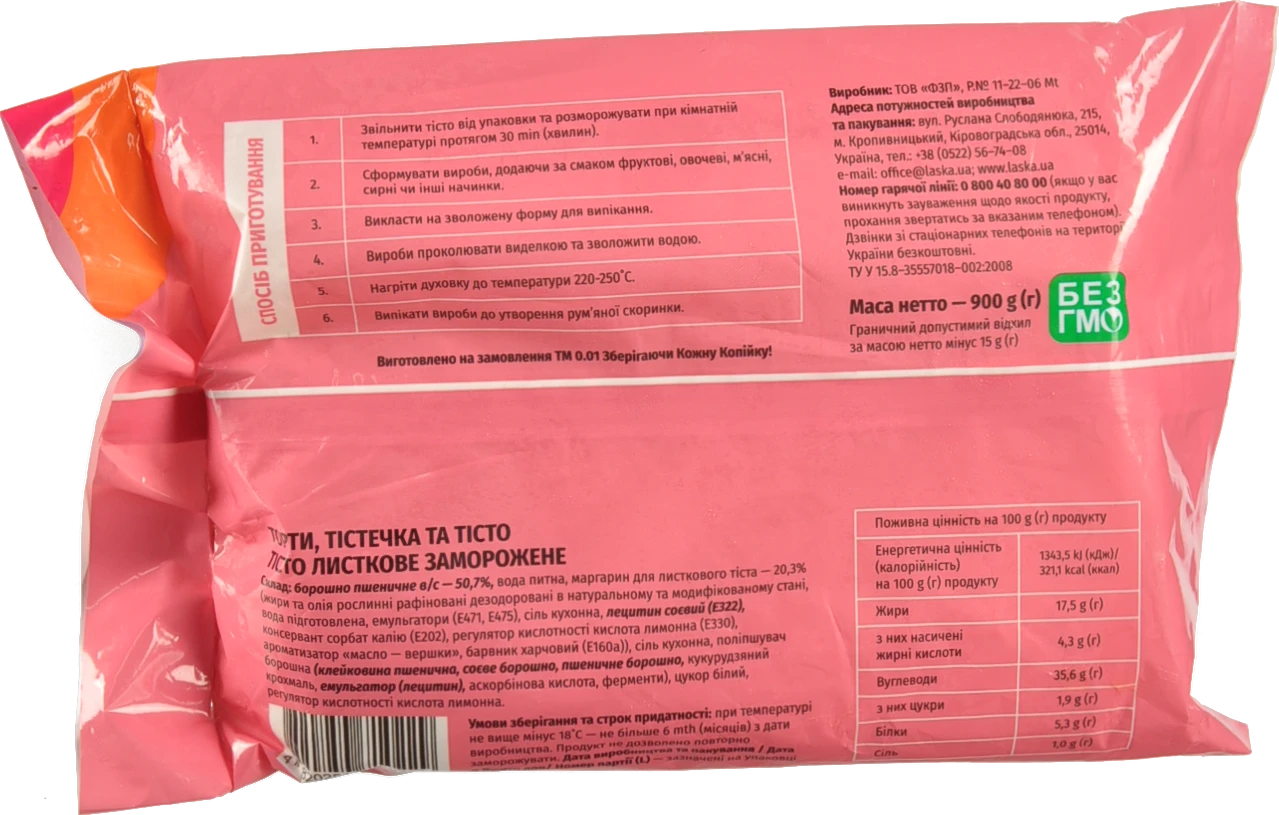 СПОСІБ ПРИГОТУВАННЯ
1. Звільнити тісто від упаковки та розморожувати при кімнатній
температурі протягом 30 min (хвилин).
2. Сформувати вироби, додаючи за смаком фруктові, овочеві, м'ясні,
сирні чи інші начинки.
3. Викласти на зволожену форму для випікання.
4. Вироби проколювати виделкою та зволожити водою.
5. Нагріти духовку до температури 220-250˚С.
6. Випікати вироби до утворення рум'яної скоринки.
Виготовлено на замовлення ТМ 0.01 Зберігаючи Кожну Копійку!
Виробник: ТОВ «ФЗП», Р.№ 11-22-06 Mt
Адреса потужностей виробництва
та пакування: вул. Руслана Слободянюка, 215,
м. Кропивницький, Кіровоградська обл., 25014,
Україна, тел.: +38 (0522) 56-74-08
e-mail: office@laska.ua; www.laska.ua
Номер гарячої лінії: 0 800 40 80 00 (якщо у вас
виникнуть зауваження щодо якості продукту,
прохання звертатись за вказаним телефоном).
Дзвінки зі стаціонарних телефонів на територі
України безкоштовні.
ТУ У 15.8-35557018-002:2008
Маса нетто — 900 g (г)
Граничний допустимий відхил
за масою нетто мінус 15 g (г)
БЕЗ
ГМО
ТОРТИ, ТІСТЕЧКА ТА ТІСТО
ТІСТО ЛИСТКОВЕ ЗАМОРОЖЕНЕ
Склад: борошно пшеничне в/с — 50,7%, вода питна, маргарин для листкового тіста — 20,3%
(жири та олія рослинні рафіновані дезодоровані в натуральному та модифікованому стані,
вода підготовлена, емульгатори (Е471, Е475), сіль кухонна, лецитин соєвий (Е322),
консервант сорбат калію (Е202), регулятор кислотності кислота лимонна (Е330),
ароматизатор «масло — вершки», барвник харчовий (Е160а)), сіль кухонна, поліпшувач
борошна (клейковина пшенична, соєве борошно, пшеничне борошно, кукурудзяний
крохмаль, емульгатор (лецитин), аскорбінова кислота, ферменти), цукор білий,
регулятор кислотності кислота лимонна.
Умови зберігання та строк придатності: при температурі
не вище мінус 18˚С — не більше 6 mth (місяців) з дати
виробництва. Продукт не дозволено повторно
заморожувати. Дата виробництва та пакування / Дата
Номер партії (L) — зазначені на упаковці
Поживна цінність на 100 g (г) продукту
Енергетична цінність
(калорійність)
на 100 g (г) продукту
1343,5 kJ (кДж)/
321,1 kcal (ккал)
Жири 17,5 g (г)
з них насичені
жирні кислоти 4,3 g (г)
Вуглеводи 35,6 g (г)
з них цукри 1,9 g (г)
Білки 5,3 g (г)
Сіль 1,0 g (г)